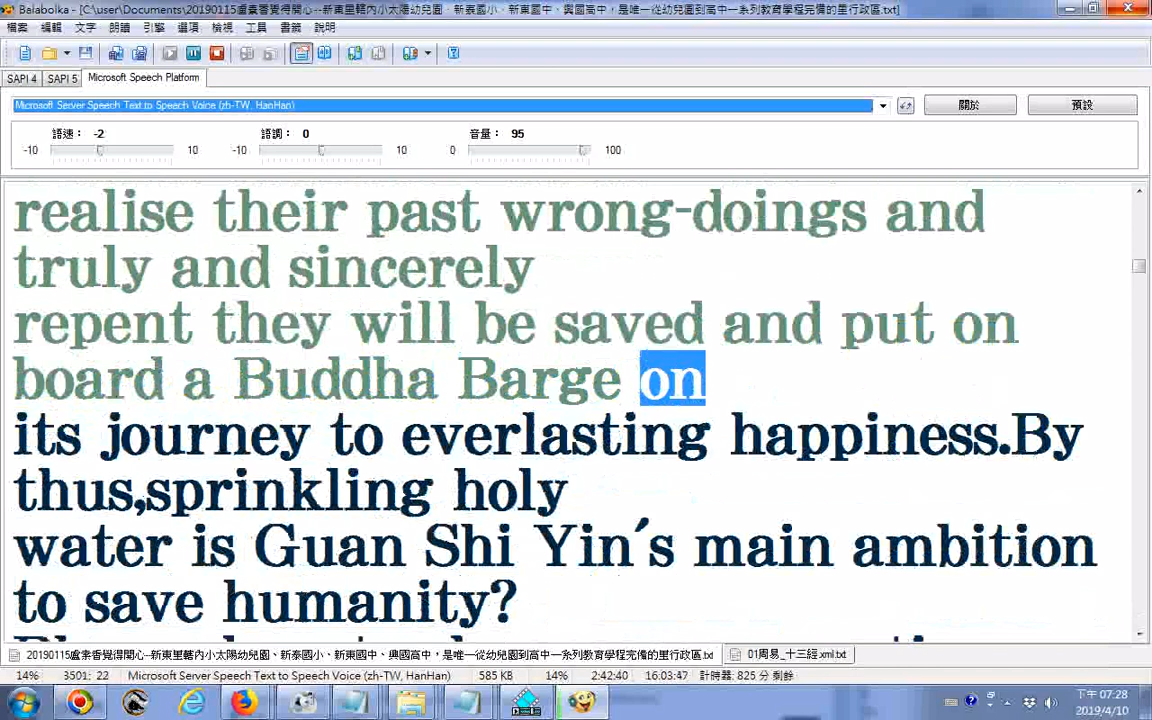 Balabolka - [C:\user\Documents\20190115盧素香覺得開心--新東里轄內小太陽幼兒園、新泰國小、新東國中、興國高中，是唯一從幼兒園到高中一系列教育學程完備的里行政區.txt]
檔案 編輯 文字 朗讀 引擎 選項 檢視 工具 書籤 說明
SAPI 4 SAPI 5 Microsoft Speech Platform
Microsoft Server Speech Text to Speech Voice (zh-TW, HanHan) 關於 預設
語速： -2 語調： 0 音量： 95
-10 10 -10 10 0 100
realise their past wrong-doings and
truly and sincerely
repent they will be saved and put on
board a Buddha Barge on
its journey to everlasting happiness.By
thus,sprinkling holy
water is Guan Shi Yin's main ambition
to save humanity?
20190115盧素香覺得開心--新東里轄內小太陽幼兒園、新泰國小、新東國中、興國高中，是唯一從幼兒園到高中一系列教育學程完備的里行政區.txt 01周易_十三經.xml.txt
14% 3501: 22 Microsoft Server Speech Text to Speech Voice (zh-TW, HanHan) 585 KB 14% 2:42:40 16:03:47 計時器: 825 分 剩餘
下午 07:28
2019/4/10